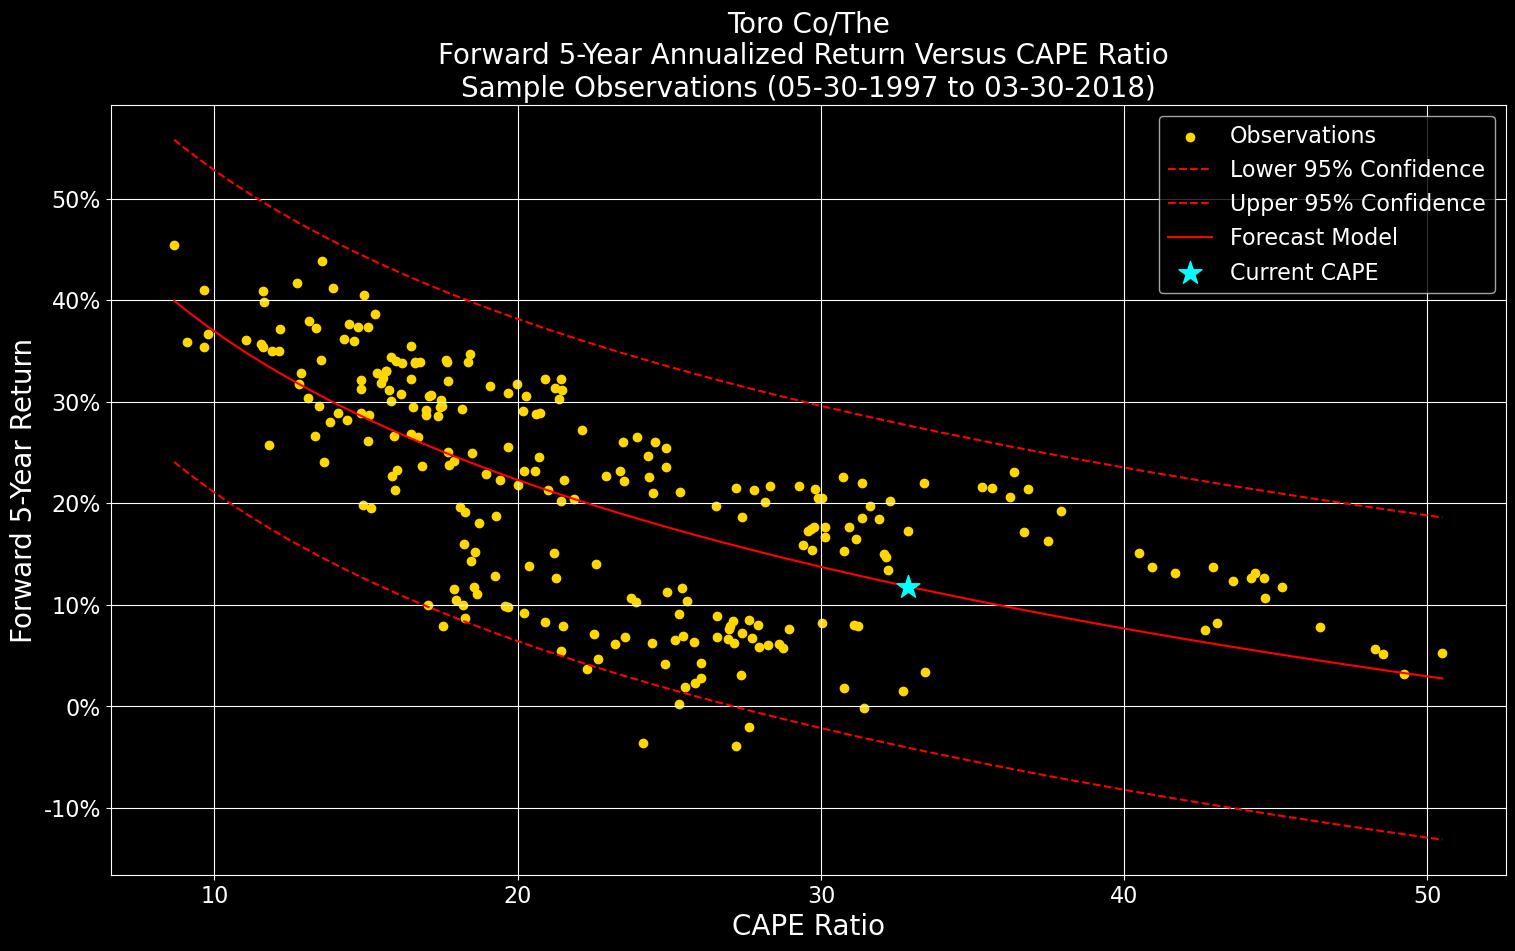 Toro Co/The
Forward 5-Year Annualized Return Versus CAPE Ratio
Sample Observations (05-30-1997 to 03-30-2018)
Observations
Lower 95% Confidence
Upper 95% Confidence
Forecast Model
Current CAPE
Forward 5-Year Return
50%
40%
30%
20%
10%
0%
-10%
10
20
30
40
50
CAPE Ratio